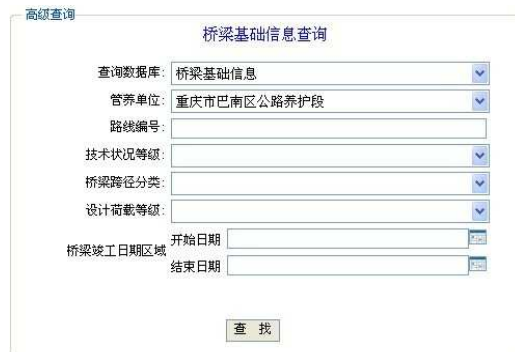 高级查询
桥梁基础信息查询
查询数据库: 桥梁基础信息
管养单位: 重庆市巴南区公路养护段
路线编号:
技术状况等级:
桥梁跨径分类:
设计荷载等级:
桥梁竣工日期区域
开始日期
结束日期
查 找